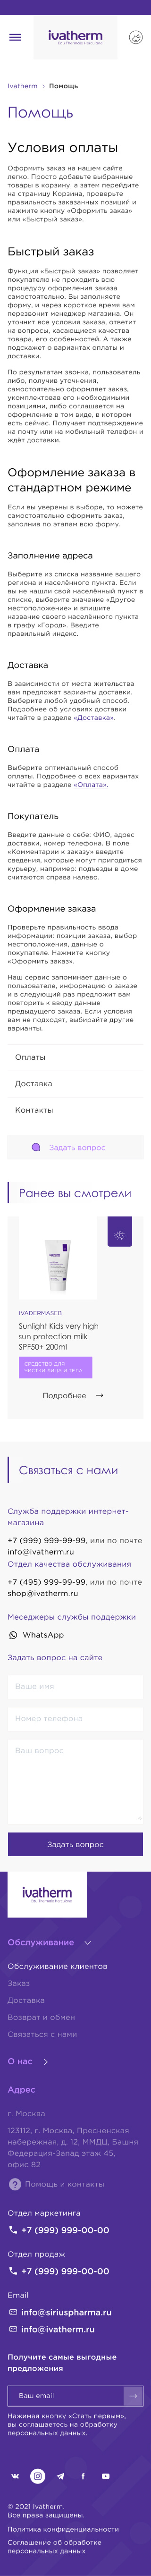 ivatherm
Eau Thermale Herculane
Ivatherm > Помощь
Помощь
Условия оплаты
Оформить заказ на нашем сайте
легко. Просто добавьте выбранные
товары в корзину, а затем перейдите
на страницу Корзина, проверьте
правильность заказанных позиций и
нажмите кнопку «Оформить заказ»
или «Быстрый заказ».
Быстрый заказ
Функция «Быстрый заказ» позволяет
покупателю не проходить всю
процедуру оформления заказа
самостоятельно. Вы заполняете
форму, и через короткое время вам
перезвонит менеджер магазина. Он
уточнит все условия заказа, ответит
на вопросы, касающиеся качества
товара, его особенностей. А также
подскажет о вариантах оплаты и
доставки.
По результатам звонка, пользователь
либо, получив уточнения,
самостоятельно оформляет заказ,
укомплектовав его необходимыми
позициями, либо соглашается на
оформление в том виде, в котором
есть сейчас. Получает подтверждение
на почту или на мобильный телефон и
ждёт доставки.
Оформление заказа в
стандартном режиме
Если вы уверены в выборе, то можете
самостоятельно оформить заказ,
заполнив по этапам всю форму.
Заполнение адреса
Выберите из списка название вашего
региона и населённого пункта. Если
вы не нашли свой населённый пункт в
списке, выберите значение «Другое
местоположение» и впишите
название своего населённого пункта
в графу «Город». Введите
правильный индекс.
Доставка
В зависимости от места жительства
вам предложат варианты доставки.
Выберите любой удобный способ.
Подробнее об условиях доставки
читайте в разделе «Доставка».
Оплата
Выберите оптимальный способ
оплаты. Подробнее о всех вариантах
читайте в разделе «Оплата».
Покупатель
Введите данные о себе: ФИО, адрес
доставки, номер телефона. В поле
«Комментарии к заказу» введите
сведения, которые могут пригодиться
курьеру, например: подъезды в доме
считаются справа налево.
Оформление заказа
Проверьте правильность ввода
информации: позиции заказа, выбор
местоположения, данные о
покупателе. Нажмите кнопку
«Оформить заказ».
Наш сервис запоминает данные о
пользователе, информацию о заказе
и в следующий раз предложит вам
повторить к вводу данные
предыдущего заказа. Если условия
вам не подходят, выбирайте другие
варианты.
Оплаты
Доставка
Контакты
Задать вопрос
Ранее вы смотрели
IVADERMASEB
Sunlight Kids very high
sun protection milk
SPF50+ 200ml
СРЕДСТВО ДЛЯ
ЧИСТКИ ЛИЦА И ТЕЛА
Подробнее
Связаться с нами
Служба поддержки интернет-
магазина
+7 (999) 999-99-99, или по почте
info@ivatherm.ru
Отдел качества обслуживания
+7 (495) 999-99-99, или по почте
shop@ivatherm.ru
Меседжеры службы поддержки
WhatsApp
Задать вопрос на сайте
Ваше имя
Номер телефона
Ваш вопрос
Задать вопрос
ivatherm
Eau Thermale Herculane
Обслуживание
Обслуживание клиентов
Заказ
Доставка
Возврат и обмен
Связаться с нами
О нас
Адрес
г. Москва
123112, г. Москва, Пресненская
набережная, д. 12, ММДЦ, Башня
Федерация-Запад этаж 45,
офис 82
? Помощь и контакты
Отдел маркетинга
+7 (999) 999-00-00
Отдел продаж
+7 (999) 999-00-00
Email
info@siriuspharma.ru
info@ivatherm.ru
Получите самые выгодные
предложения
Ваш email
Нажимая кнопку «Стать первым»,
вы соглашаетесь на обработку
персональных данных.
© 2021 Ivatherm.
Все права защищены.
Политика конфиденциальности
Соглашение об обработке
персональных данных